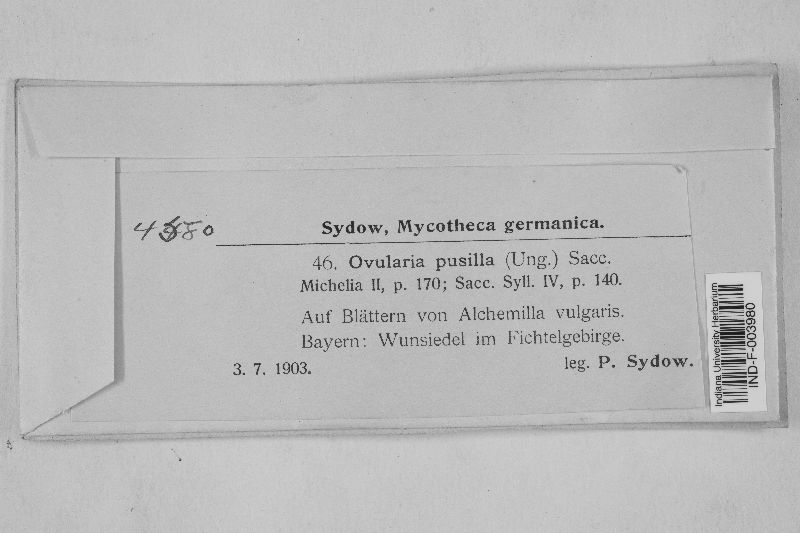 Sydow, Mycotheca germanica.
46. Ovularia pusilla (Ung.) Sacc.
Michelia II, p. 170; Sacc. Syll. IV, p. 140.
Auf Blättern von Alchemilla vulgaris.
Bayern: Wunsiedel im Fichtelgebirge.
3. 7. 1903. leg. P. Sydow.
Indiana University Herbarium
IND-F-003980